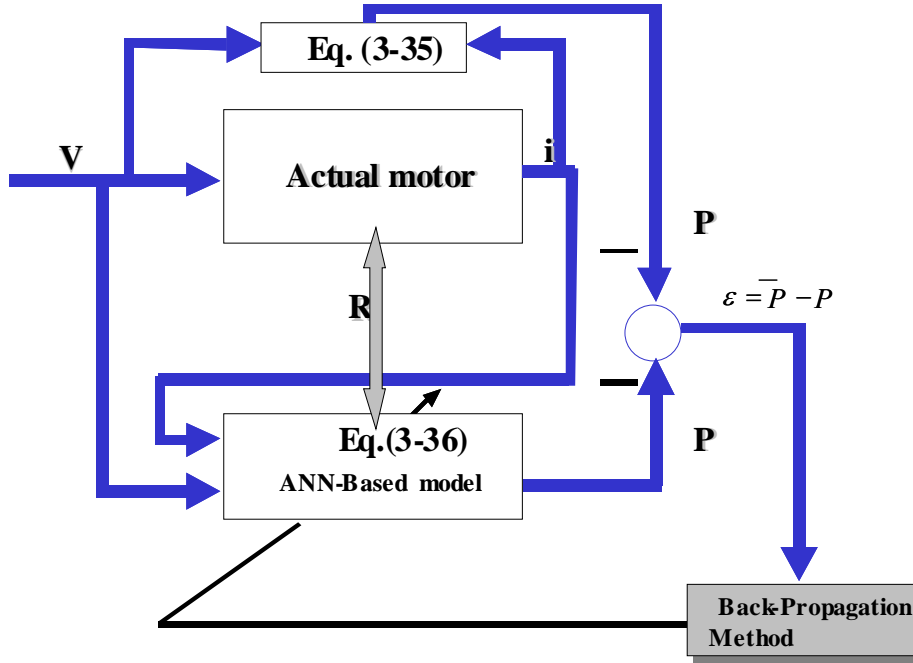 Eq. (3-35)
V
Actual motor
i
P
R
ε = P̅ − P
Eq.(3-36)
ANN-Based model
P
Back-Propagation
Method